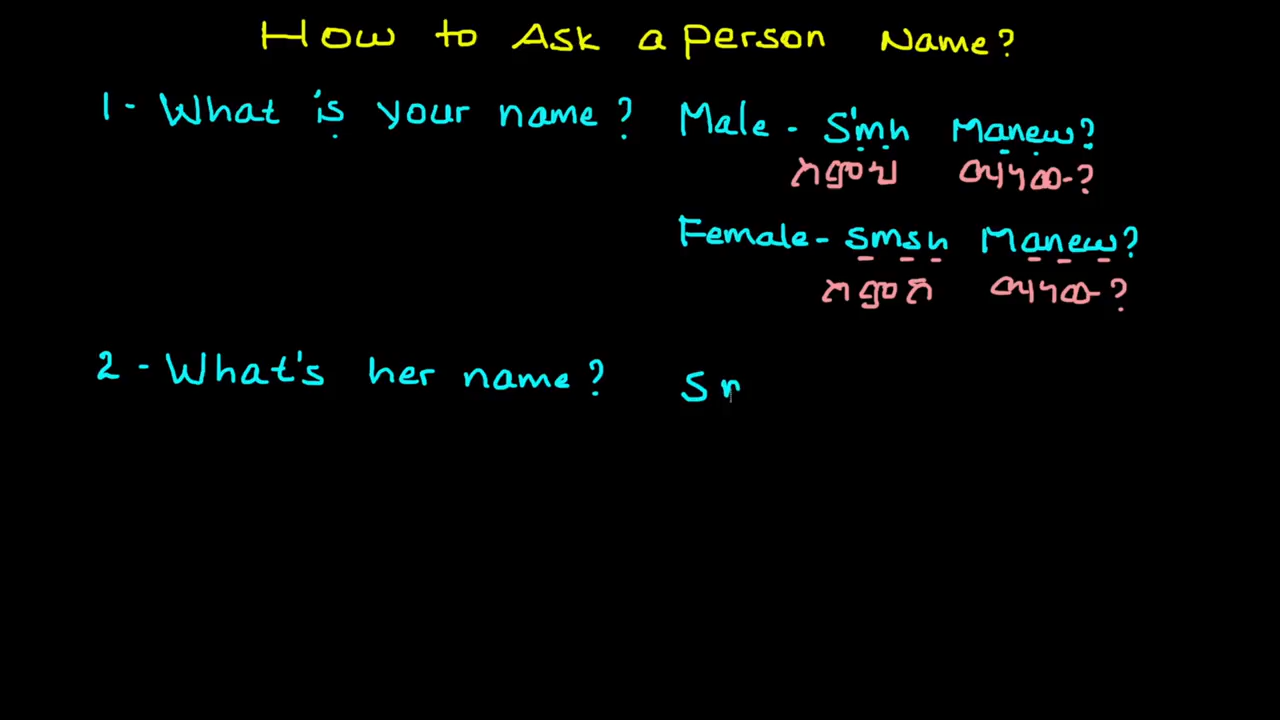 How to Ask a person Name?
1- What is your name? Male - S'mh Manew?
ስምህ ማነው?
Female - smsh Manew?
ስምሽ ማነው?
2 - What's her name? S